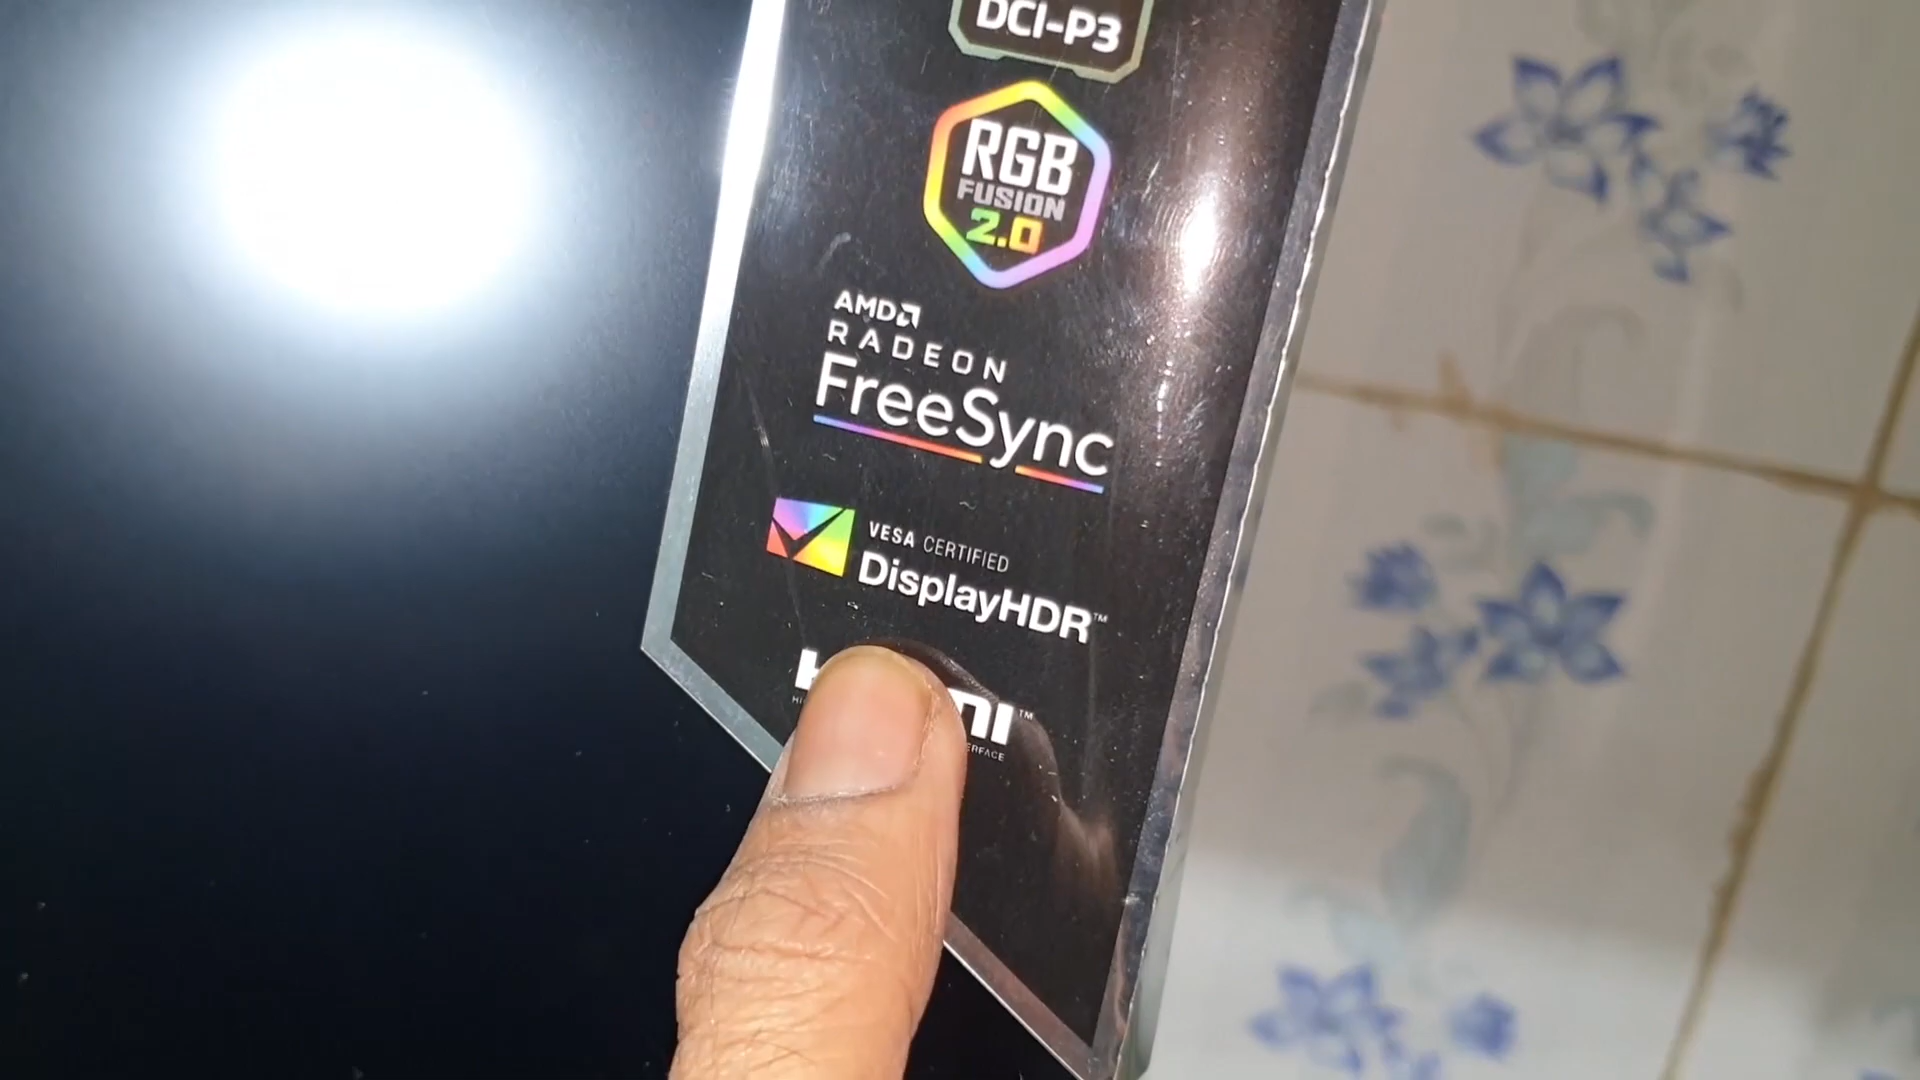 DCI-P3
RGB
FUSION
2.0
AMD
RADEON
FreeSync
VESA CERTIFIED
DisplayHDR™